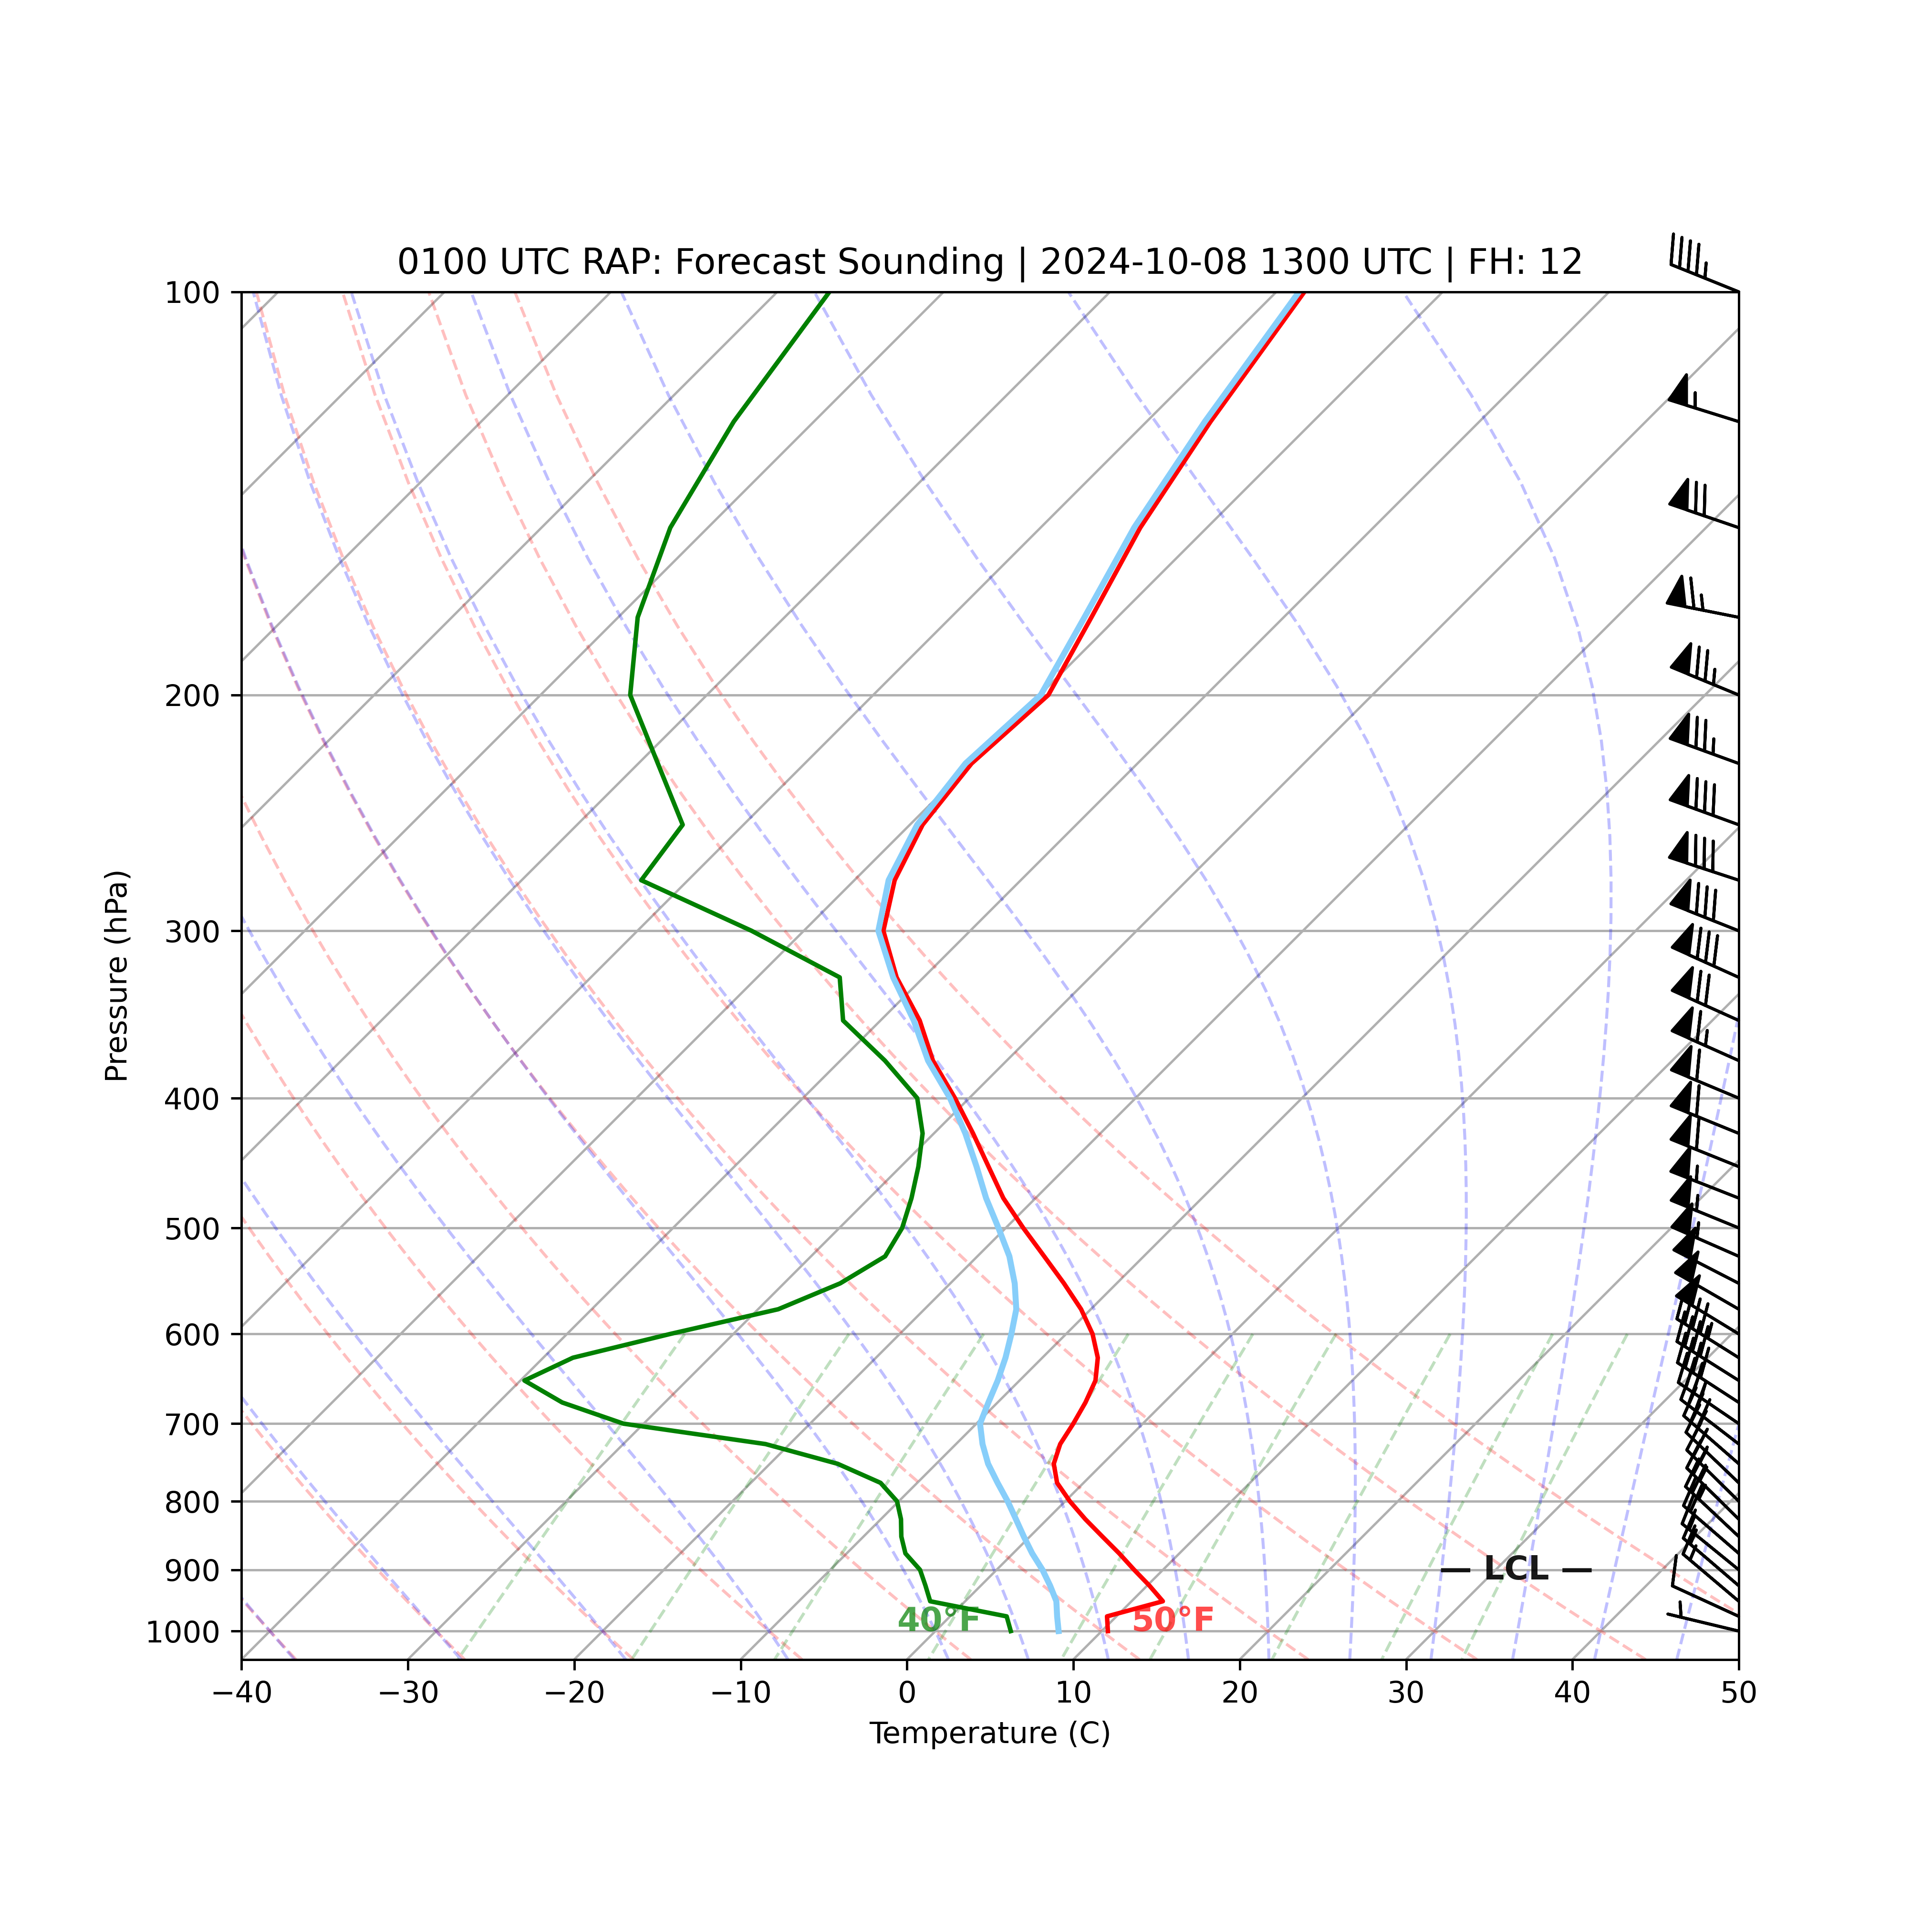 0100 UTC RAP: Forecast Sounding | 2024-10-08 1300 UTC | FH: 12
100
200
300
400
500
600
700
800
900
1000
Pressure (hPa)
— LCL —
40°F
50°F
−40 −30 −20 −10 0 10 20 30 40 50
Temperature (C)